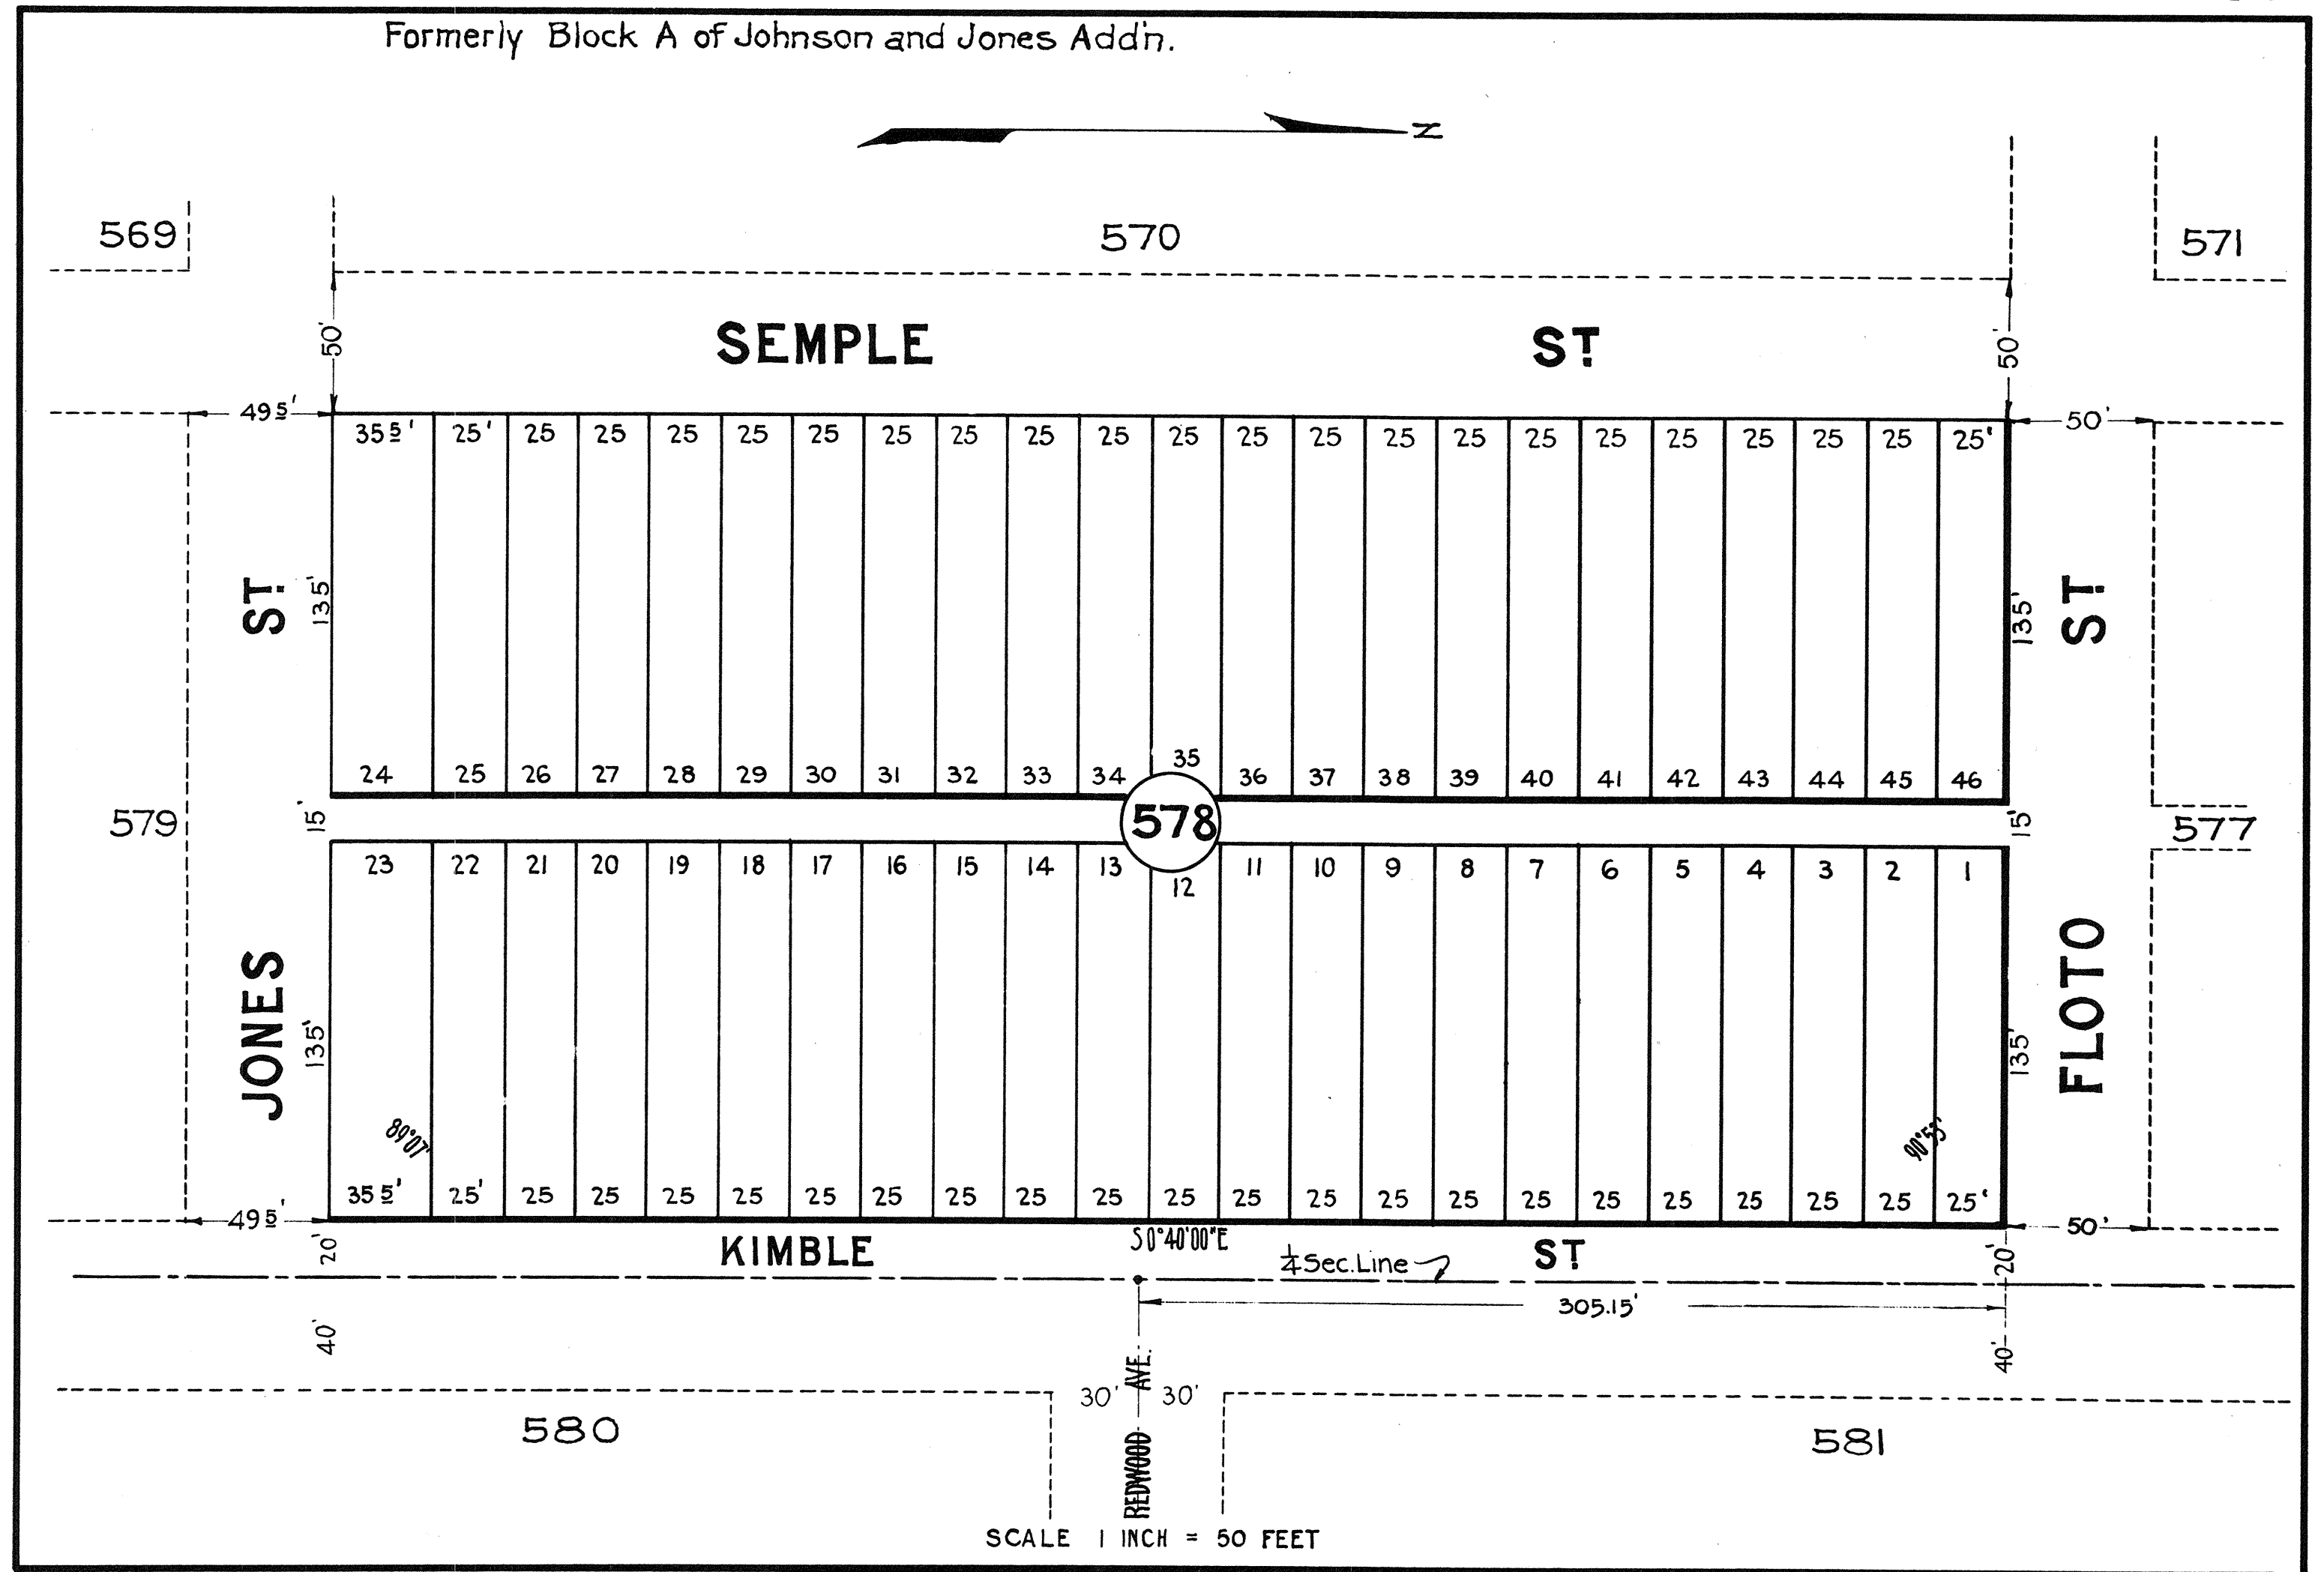 Formerly Block A of Johnson and Jones Add'n.
N
569 570 571
50' SEMPLE ST. 50'
49 5' 50'
35 5' 25' 25 25 25 25 25 25 25 25 25 25 25 25 25 25 25 25 25 25 25 25 25'
ST. 135' 135' ST.
24 25 26 27 28 29 30 31 32 33 34 35 36 37 38 39 40 41 42 43 44 45 46
579 15' 578 15' 577
23 22 21 20 19 18 17 16 15 14 13 12 11 10 9 8 7 6 5 4 3 2 1
JONES 135' 135' FLOTO
89°07' 90°53'
35 5' 25' 25 25 25 25 25 25 25 25 25 25 25 25 25 25 25 25 25 25 25 25 25'
49 5' 50'
20' KIMBLE S0°40'00"E ¼ Sec. Line ST. 20'
305.15'
40' 40'
30' 30'
REDWOOD AVE.
580 581
SCALE 1 INCH = 50 FEET